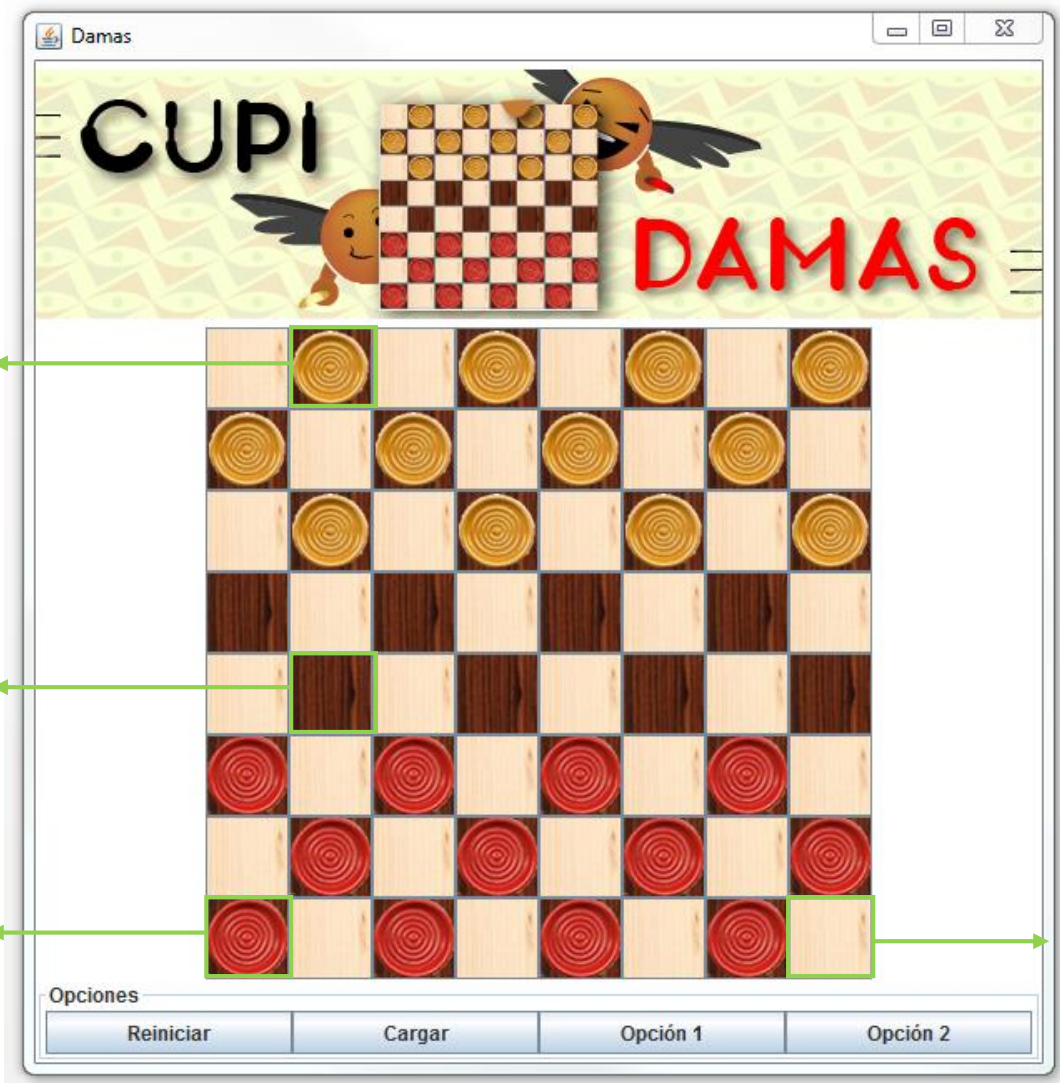 Damas
CUPI
DAMAS
Opciones
Reiniciar
Cargar
Opción 1
Opción 2